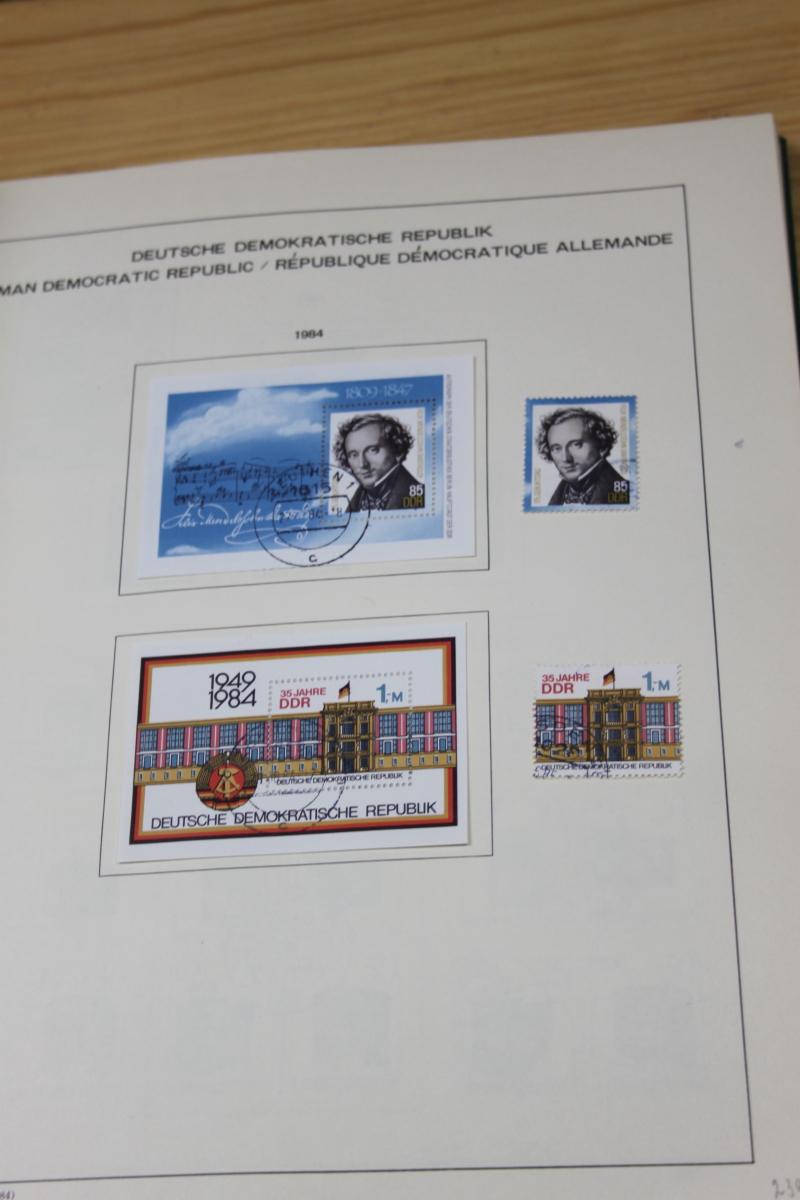 DEUTSCHE DEMOKRATISCHE REPUBLIK
MAN DEMOCRATIC REPUBLIC / RÉPUBLIQUE DÉMOCRATIQUE ALLEMANDE
1984
1809-1847
85
DDR
c
85
DDR
1949
1984
35 JAHRE
DDR
1,-M
DEUTSCHE DEMOKRATISCHE REPUBLIK
DEUTSCHE DEMOKRATISCHE REPUBLIK
35 JAHRE
DDR
1,-M
DEUTSCHE DEMOKRATISCHE REPUBLIK
84)